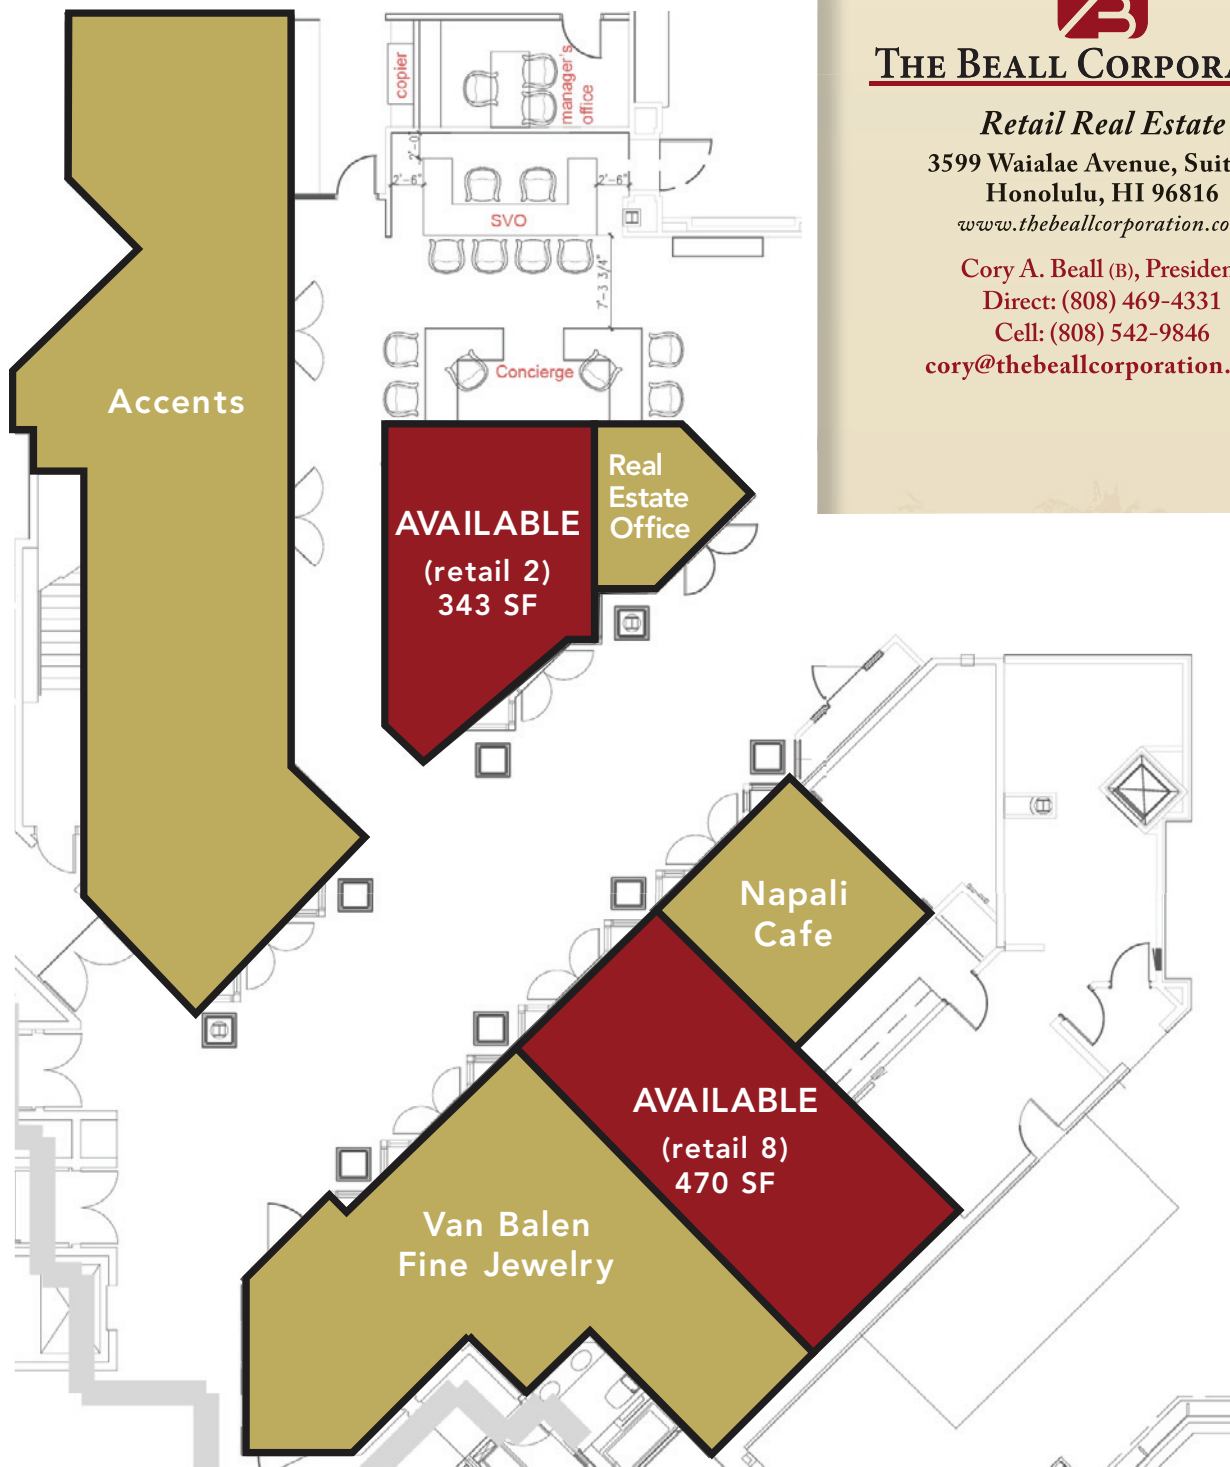 copier
manager's
office
2'-0
2'-6"
2'-6"
SVO
7'-3 3/4"
Concierge
Accents
AVAILABLE
(retail 2)
343 SF
Real
Estate
Office
Napali
Cafe
AVAILABLE
(retail 8)
470 SF
Van Balen
Fine Jewelry
B
THE BEALL CORPORA
Retail Real Estate
3599 Waialae Avenue, Suit
Honolulu, HI 96816
www.thebeallcorporation.co
Cory A. Beall (B), Presiden
Direct: (808) 469-4331
Cell: (808) 542-9846
cory@thebeallcorporation.